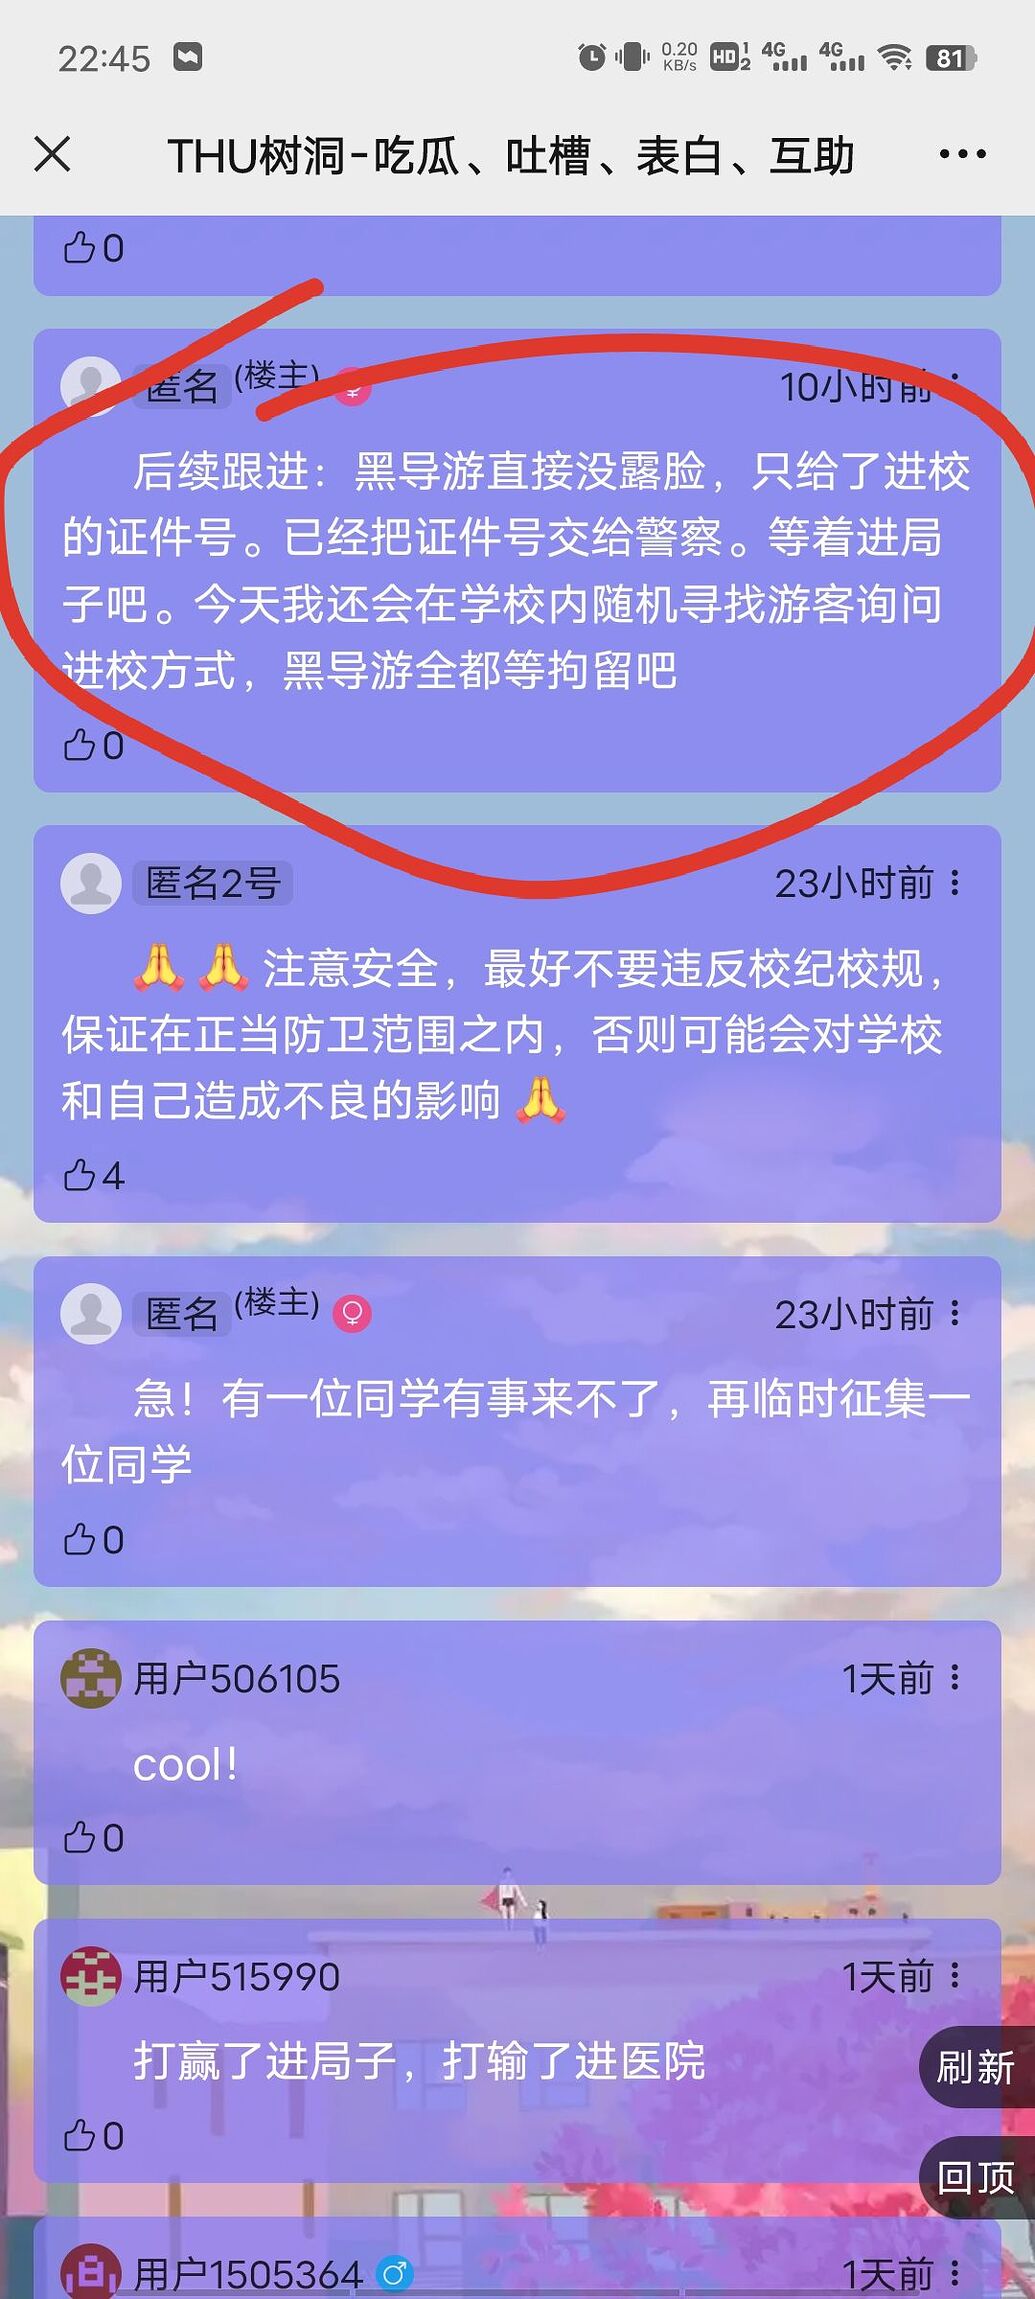 22:45
0.20
KB/s
HD 1 2
4G
4G
81
THU树洞-吃瓜、吐槽、表白、互助
0
匿名 (楼主)
10小时前
后续跟进：黑导游直接没露脸，只给了进校
的证件号。已经把证件号交给警察。等着进局
子吧。今天我还会在学校内随机寻找游客询问
进校方式，黑导游全都等拘留吧
0
匿名2号
23小时前
🙏🙏注意安全，最好不要违反校纪校规，
保证在正当防卫范围之内，否则可能会对学校
和自己造成不良的影响🙏
4
匿名 (楼主)
23小时前
急！有一位同学有事来不了，再临时征集一
位同学
0
用户506105
1天前
cool！
0
用户515990
1天前
打赢了进局子，打输了进医院
0
刷新
回顶
用户1505364
1天前